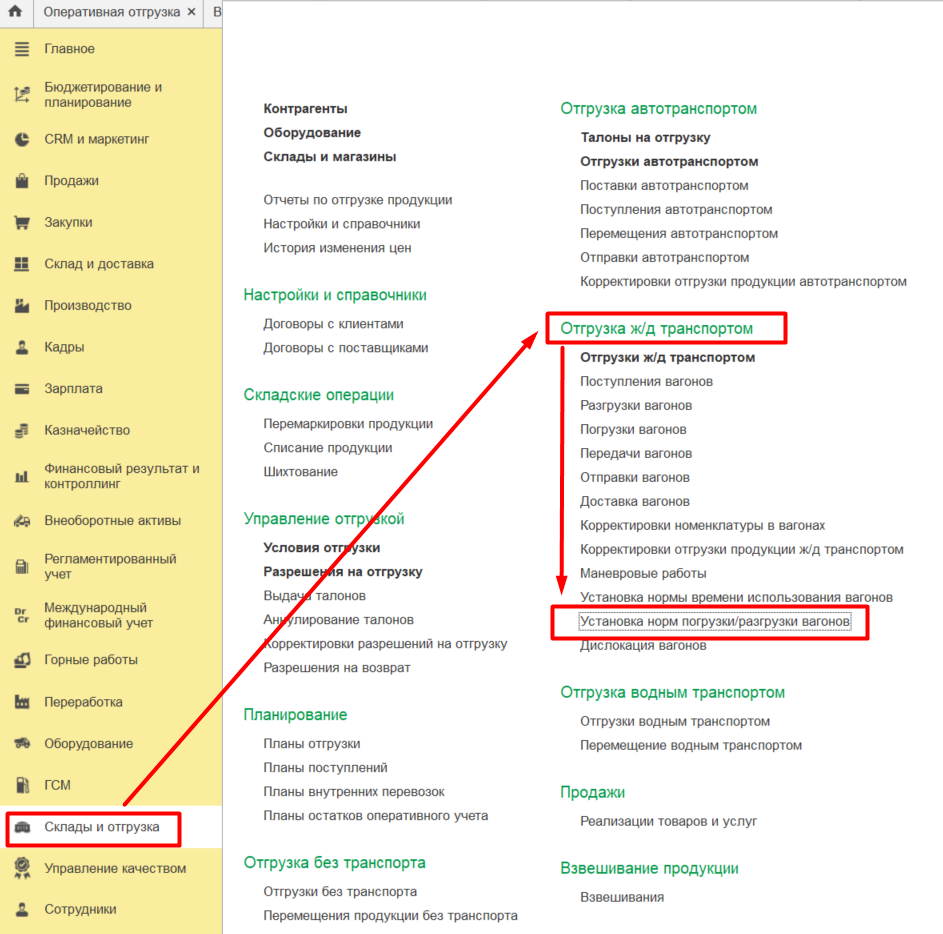 Оперативная отгрузка ×
В
Главное
Бюджетирование и
планирование
CRM и маркетинг
Продажи
Закупки
Склад и доставка
Производство
Кадры
Зарплата
Казначейство
Финансовый результат и
контроллинг
Внеоборотные активы
Регламентированный
учет
Dr
Cr
Международный
финансовый учет
Горные работы
Переработка
Оборудование
ГСМ
Склады и отгрузка
Управление качеством
Сотрудники
Контрагенты
Оборудование
Склады и магазины
Отчеты по отгрузке продукции
Настройки и справочники
История изменения цен
Настройки и справочники
Договоры с клиентами
Договоры с поставщиками
Складские операции
Перемаркировки продукции
Списание продукции
Шихтование
Управление отгрузкой
Условия отгрузки
Разрешения на отгрузку
Выдача талонов
Аннулирование талонов
Корректировки разрешений на отгрузку
Разрешения на возврат
Планирование
Планы отгрузки
Планы поступлений
Планы внутренних перевозок
Планы остатков оперативного учета
Отгрузка без транспорта
Отгрузки без транспорта
Перемещения продукции без транспорта
Отгрузка автотранспортом
Талоны на отгрузку
Отгрузки автотранспортом
Поставки автотранспортом
Поступления автотранспортом
Перемещения автотранспортом
Отправки автотранспортом
Корректировки отгрузки продукции автотранспортом
Отгрузка ж/д транспортом
Отгрузки ж/д транспортом
Поступления вагонов
Разгрузки вагонов
Погрузки вагонов
Передачи вагонов
Отправки вагонов
Доставка вагонов
Корректировки номенклатуры в вагонах
Корректировки отгрузки продукции ж/д транспортом
Маневровые работы
Установка нормы времени использования вагонов
Установка норм погрузки/разгрузки вагонов
Дислокация вагонов
Отгрузка водным транспортом
Отгрузки водным транспортом
Перемещение водным транспортом
Продажи
Реализации товаров и услуг
Взвешивание продукции
Взвешивания